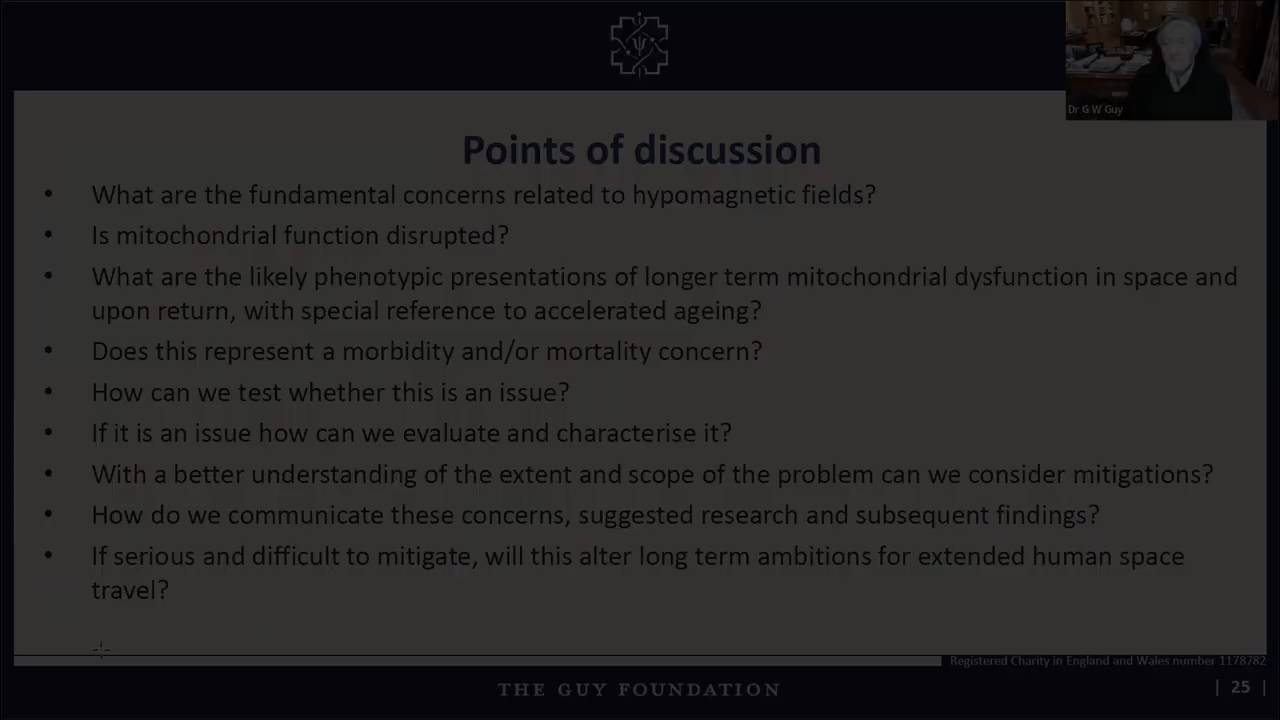 Dr G W Guy
Points of discussion
• What are the fundamental concerns related to hypomagnetic fields?
• Is mitochondrial function disrupted?
• What are the likely phenotypic presentations of longer term mitochondrial dysfunction in space and
upon return, with special reference to accelerated ageing?
• Does this represent a morbidity and/or mortality concern?
• How can we test whether this is an issue?
• If it is an issue how can we evaluate and characterise it?
• With a better understanding of the extent and scope of the problem can we consider mitigations?
• How do we communicate these concerns, suggested research and subsequent findings?
• If serious and difficult to mitigate, will this alter long term ambitions for extended human space
travel?
Registered Charity in England and Wales number 1178782
THE GUY FOUNDATION
| 25 |